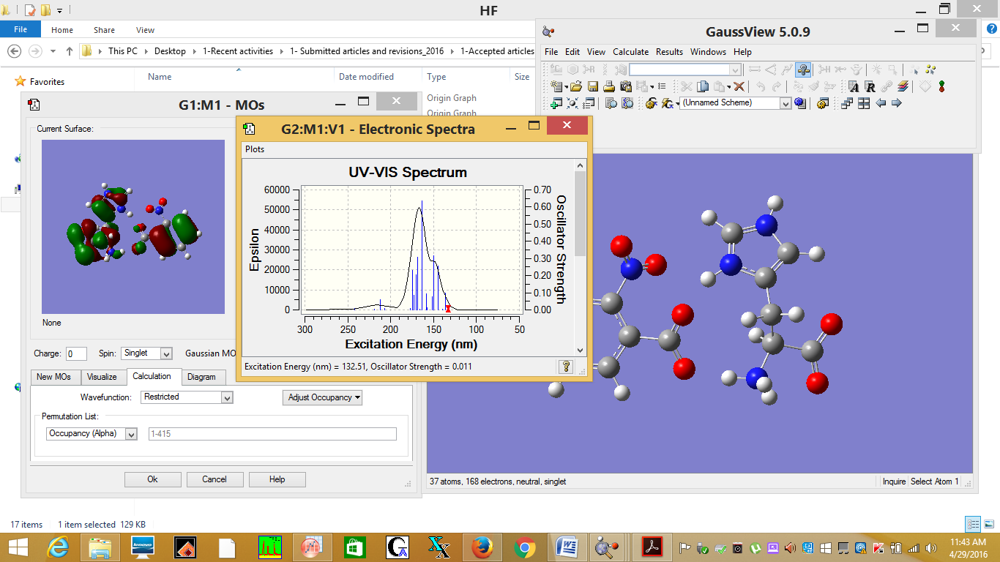 HF
File Home Share View
This PC Desktop 1-Recent activities 1- Submitted articles and revisions_2016 1-Accepted articles
Favorites
Name Date modified Type Size
Origin Graph
Origin Graph
GaussView 5.0.9
File Edit View Calculate Results Windows Help
A R
(Unnamed Scheme)
G1:M1 - MOs
Current Surface:
None
Charge: 0 Spin: Singlet Gaussian MO
New MOs Visualize Calculation Diagram
Wavefunction: Restricted Adjust Occupancy
Permutation List:
Occupancy (Alpha) 1-415
Ok Cancel Help
G2:M1:V1 - Electronic Spectra
Plots
UV-VIS Spectrum
60000
50000
40000
30000
20000
10000
0
Epsilon
0.70
0.60
0.50
0.40
0.30
0.20
0.10
0.00
Oscillator Strength
300 250 200 150 100 50
Excitation Energy (nm)
Excitation Energy (nm) = 132.51, Oscillator Strength = 0.011
37 atoms, 168 electrons, neutral, singlet
Inquire Select Atom 1
17 items 1 item selected 129 KB
lenovo
11:43 AM
4/29/2016